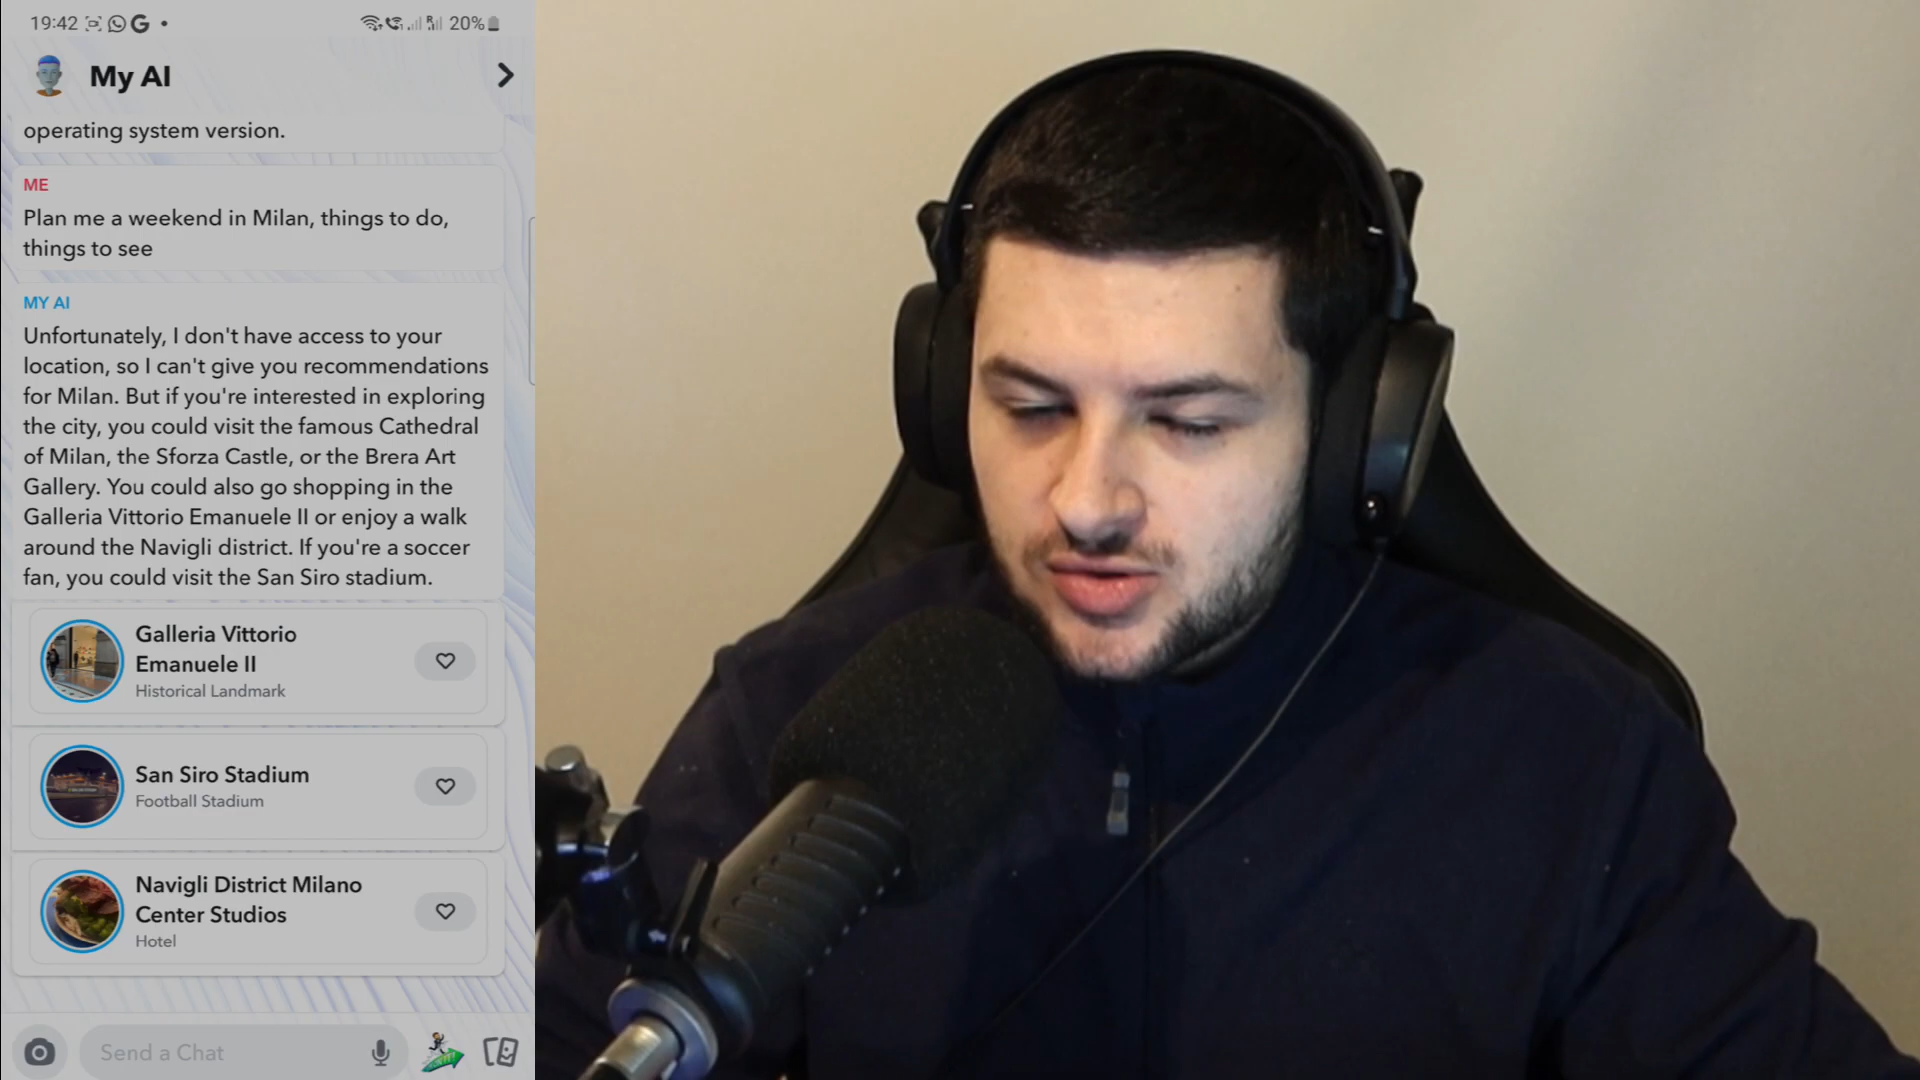 19:42
20%
My AI
operating system version.
ME
Plan me a weekend in Milan, things to do,
things to see
MY AI
Unfortunately, I don't have access to your
location, so I can't give you recommendations
for Milan. But if you're interested in exploring
the city, you could visit the famous Cathedral
of Milan, the Sforza Castle, or the Brera Art
Gallery. You could also go shopping in the
Galleria Vittorio Emanuele II or enjoy a walk
around the Navigli district. If you're a soccer
fan, you could visit the San Siro stadium.
Galleria Vittorio
Emanuele II
Historical Landmark
San Siro Stadium
Football Stadium
Navigli District Milano
Center Studios
Hotel
Send a Chat